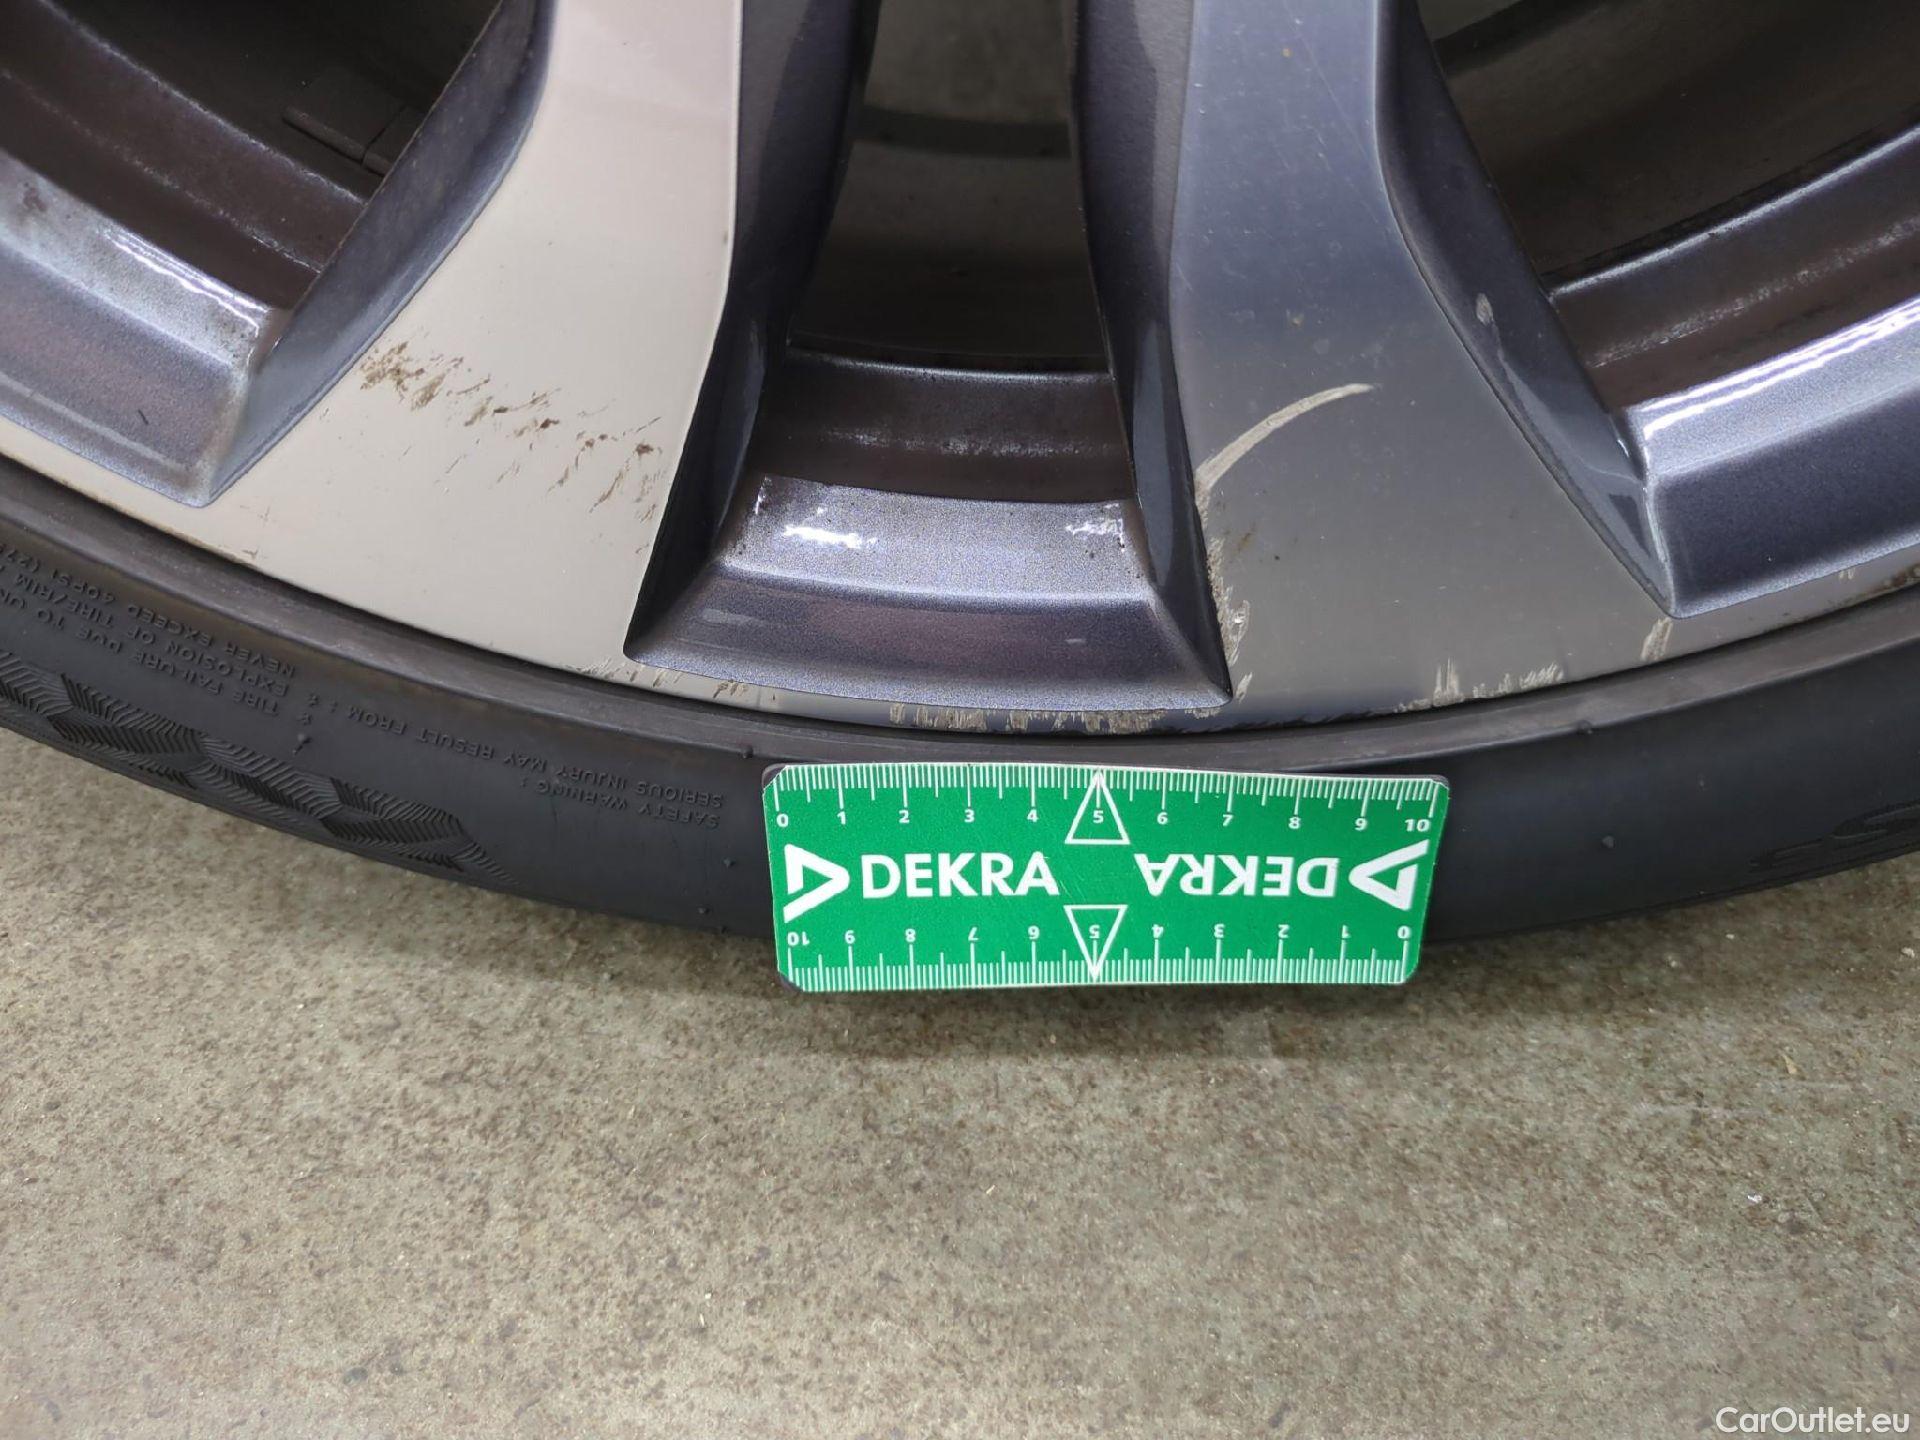 SAFETY WARNING :
SERIOUS INJURY MAY RESULT FROM :
* TIRE FAILURE DUE TO UN
* EXPLOSION OF TIRE/RIM
NEVER EXCEED 40PSI (275
0 1 2 3 4 5 6 7 8 9 10
DEKRA DEKRA
10 9 8 7 6 5 4 3 2 1 0
CarOutlet.eu